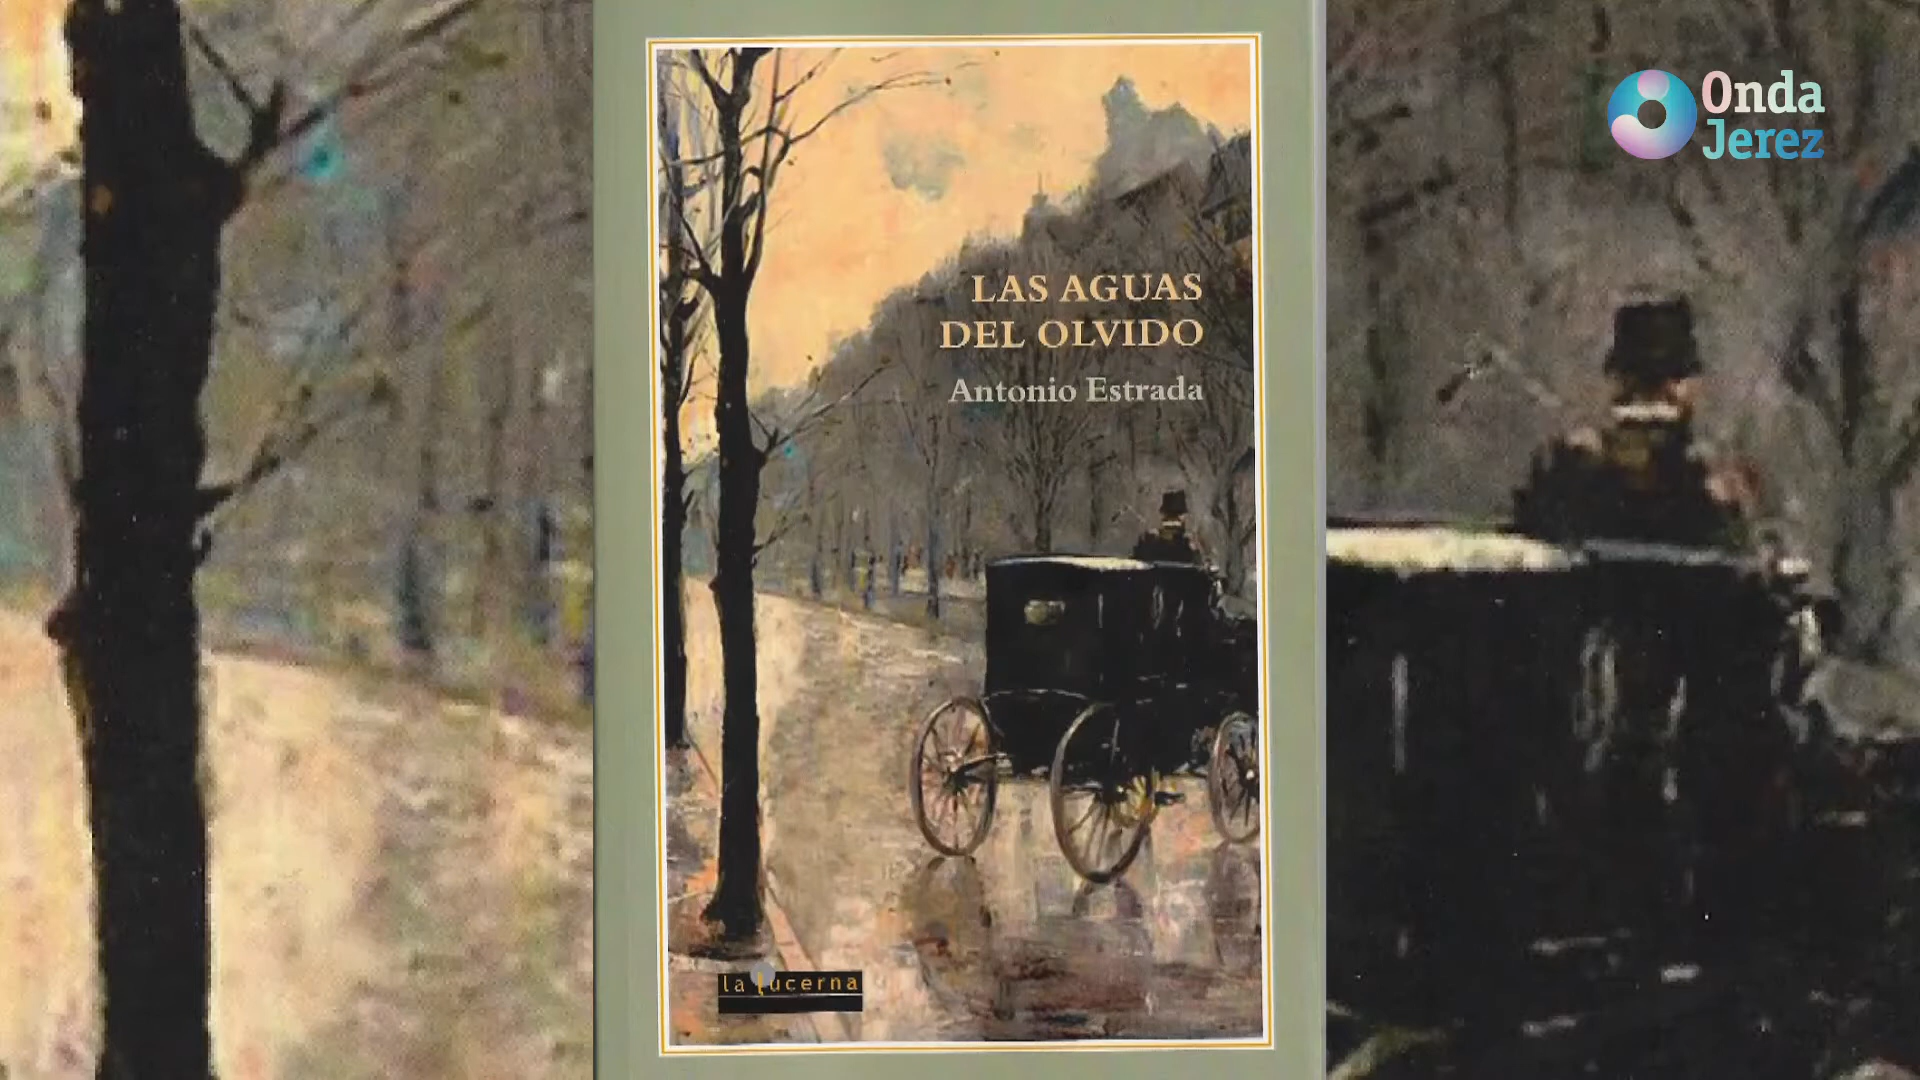 Onda
Jerez
LAS AGUAS
DEL OLVIDO
Antonio Estrada
la lucerna